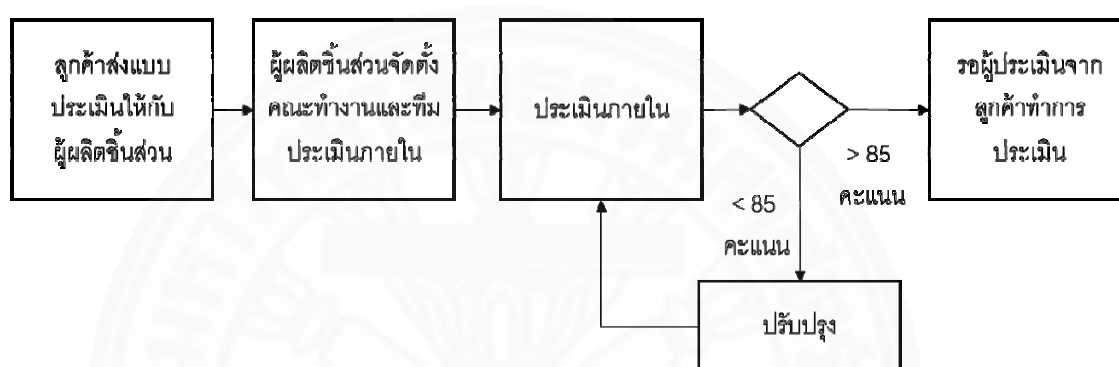 ลูกค้าส่งแบบ
ประเมินให้กับ
ผู้ผลิตชิ้นส่วน
ผู้ผลิตชิ้นส่วนจัดตั้ง
คณะทำงานและทีม
ประเมินภายใน
ประเมินภายใน
> 85
คะแนน
รอผู้ประเมินจาก
ลูกค้าทำการ
ประเมิน
< 85
คะแนน
ปรับปรุง